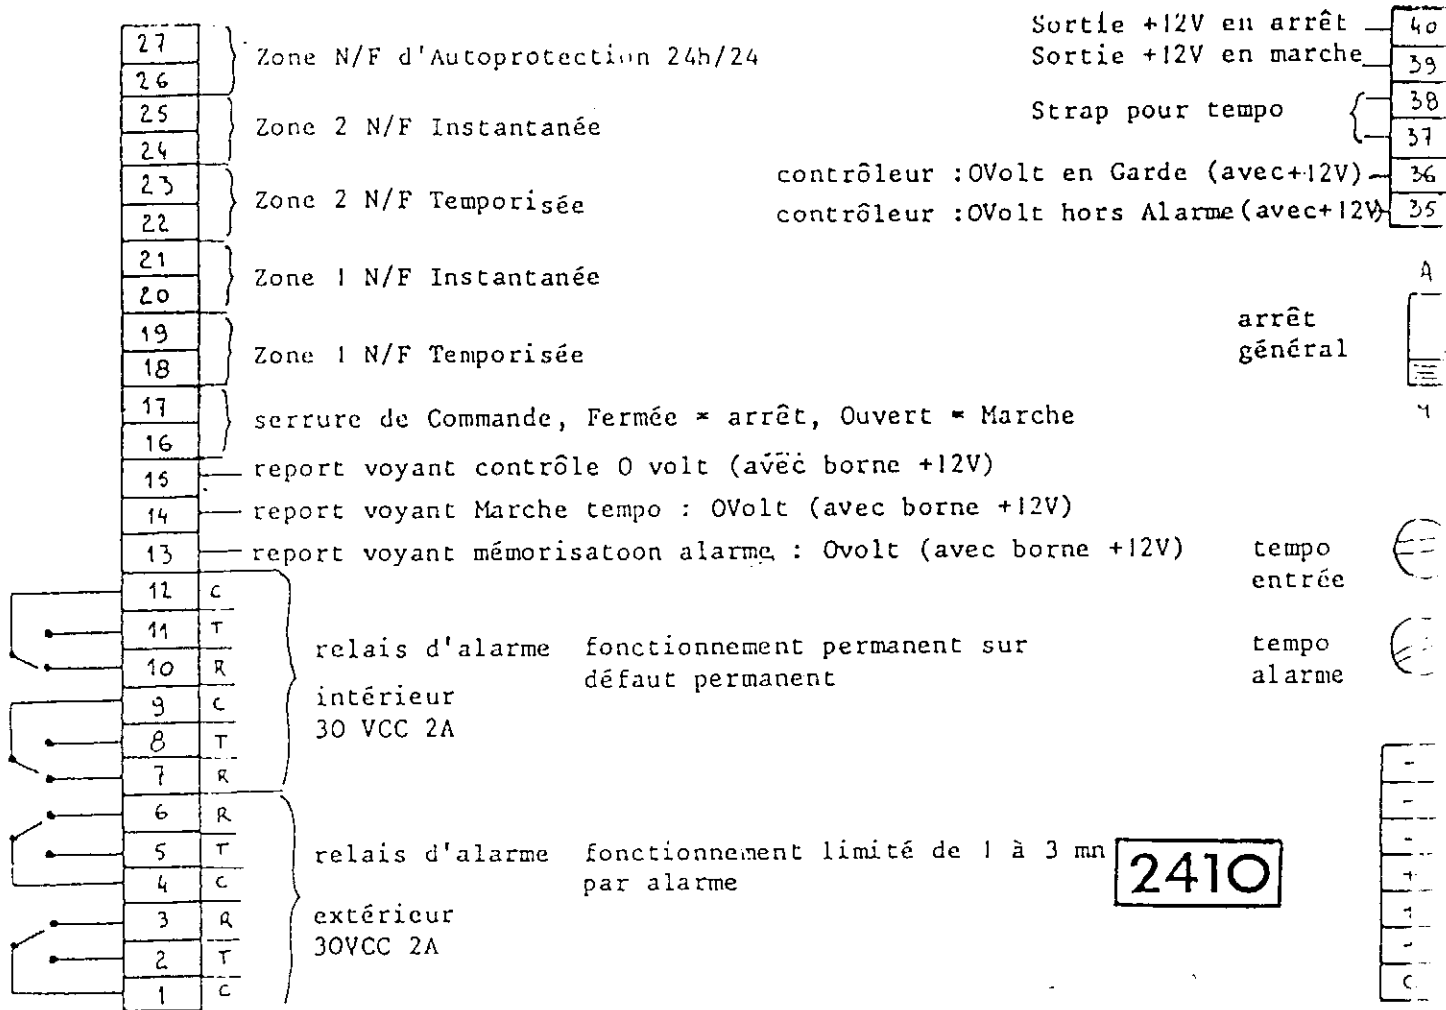 27
26
Zone N/F d'Autoprotection 24h/24
25
24
Zone 2 N/F Instantanée
23
22
Zone 2 N/F Temporisée
21
20
Zone 1 N/F Instantanée
19
18
Zone 1 N/F Temporisée
17
16
serrure de Commande, Fermée = arrêt, Ouvert = Marche
15 report voyant contrôle 0 volt (avec borne +12V)
14 report voyant Marche tempo : OVolt (avec borne +12V)
13 report voyant mémorisatoon alarme : Ovolt (avec borne +12V)
12 C
11 T
10 R
9 C
8 T
7 R
relais d'alarme fonctionnement permanent sur
défaut permanent
intérieur
30 VCC 2A
6 R
5 T
4 C
3 R
2 T
1 C
relais d'alarme fonctionnement limité de 1 à 3 mn
par alarme
extérieur
30VCC 2A
2410
Sortie +12V en arrêt 40
Sortie +12V en marche 39
Strap pour tempo
38
37
contrôleur :OVolt en Garde (avec+12V) 36
contrôleur :OVolt hors Alarme(avec+12V) 35
A
arrêt
général
tempo
entrée
tempo
alarme
-
-
-
+